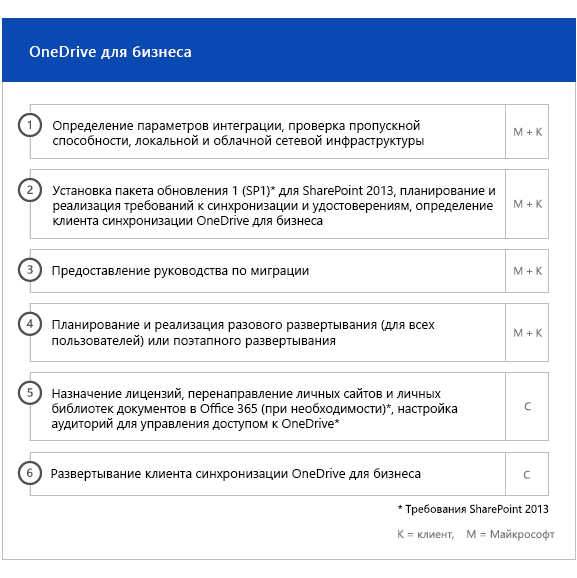 OneDrive для бизнеса
1 Определение параметров интеграции, проверка пропускной
способности, локальной и облачной сетевой инфраструктуры
М + К
2 Установка пакета обновления 1 (SP1)* для SharePoint 2013, планирование и
реализация требований к синхронизации и удостоверениям, определение
клиента синхронизации OneDrive для бизнеса
М + К
3 Предоставление руководства по миграции
М + К
4 Планирование и реализация разового развертывания (для всех
пользователей) или поэтапного развертывания
М + К
5 Назначение лицензий, перенаправление личных сайтов и личных
библиотек документов в Office 365 (при необходимости)*, настройка
аудиторий для управления доступом к OneDrive*
C
6 Развертывание клиента синхронизации OneDrive для бизнеса
C
* Требования SharePoint 2013
К = клиент, М = Майкрософт